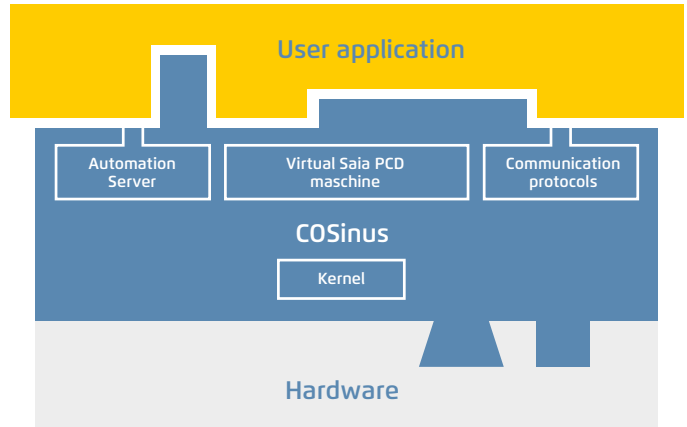 User application
Automation
Server
Virtual Saia PCD
maschine
Communication
protocols
COSinus
Kernel
Hardware